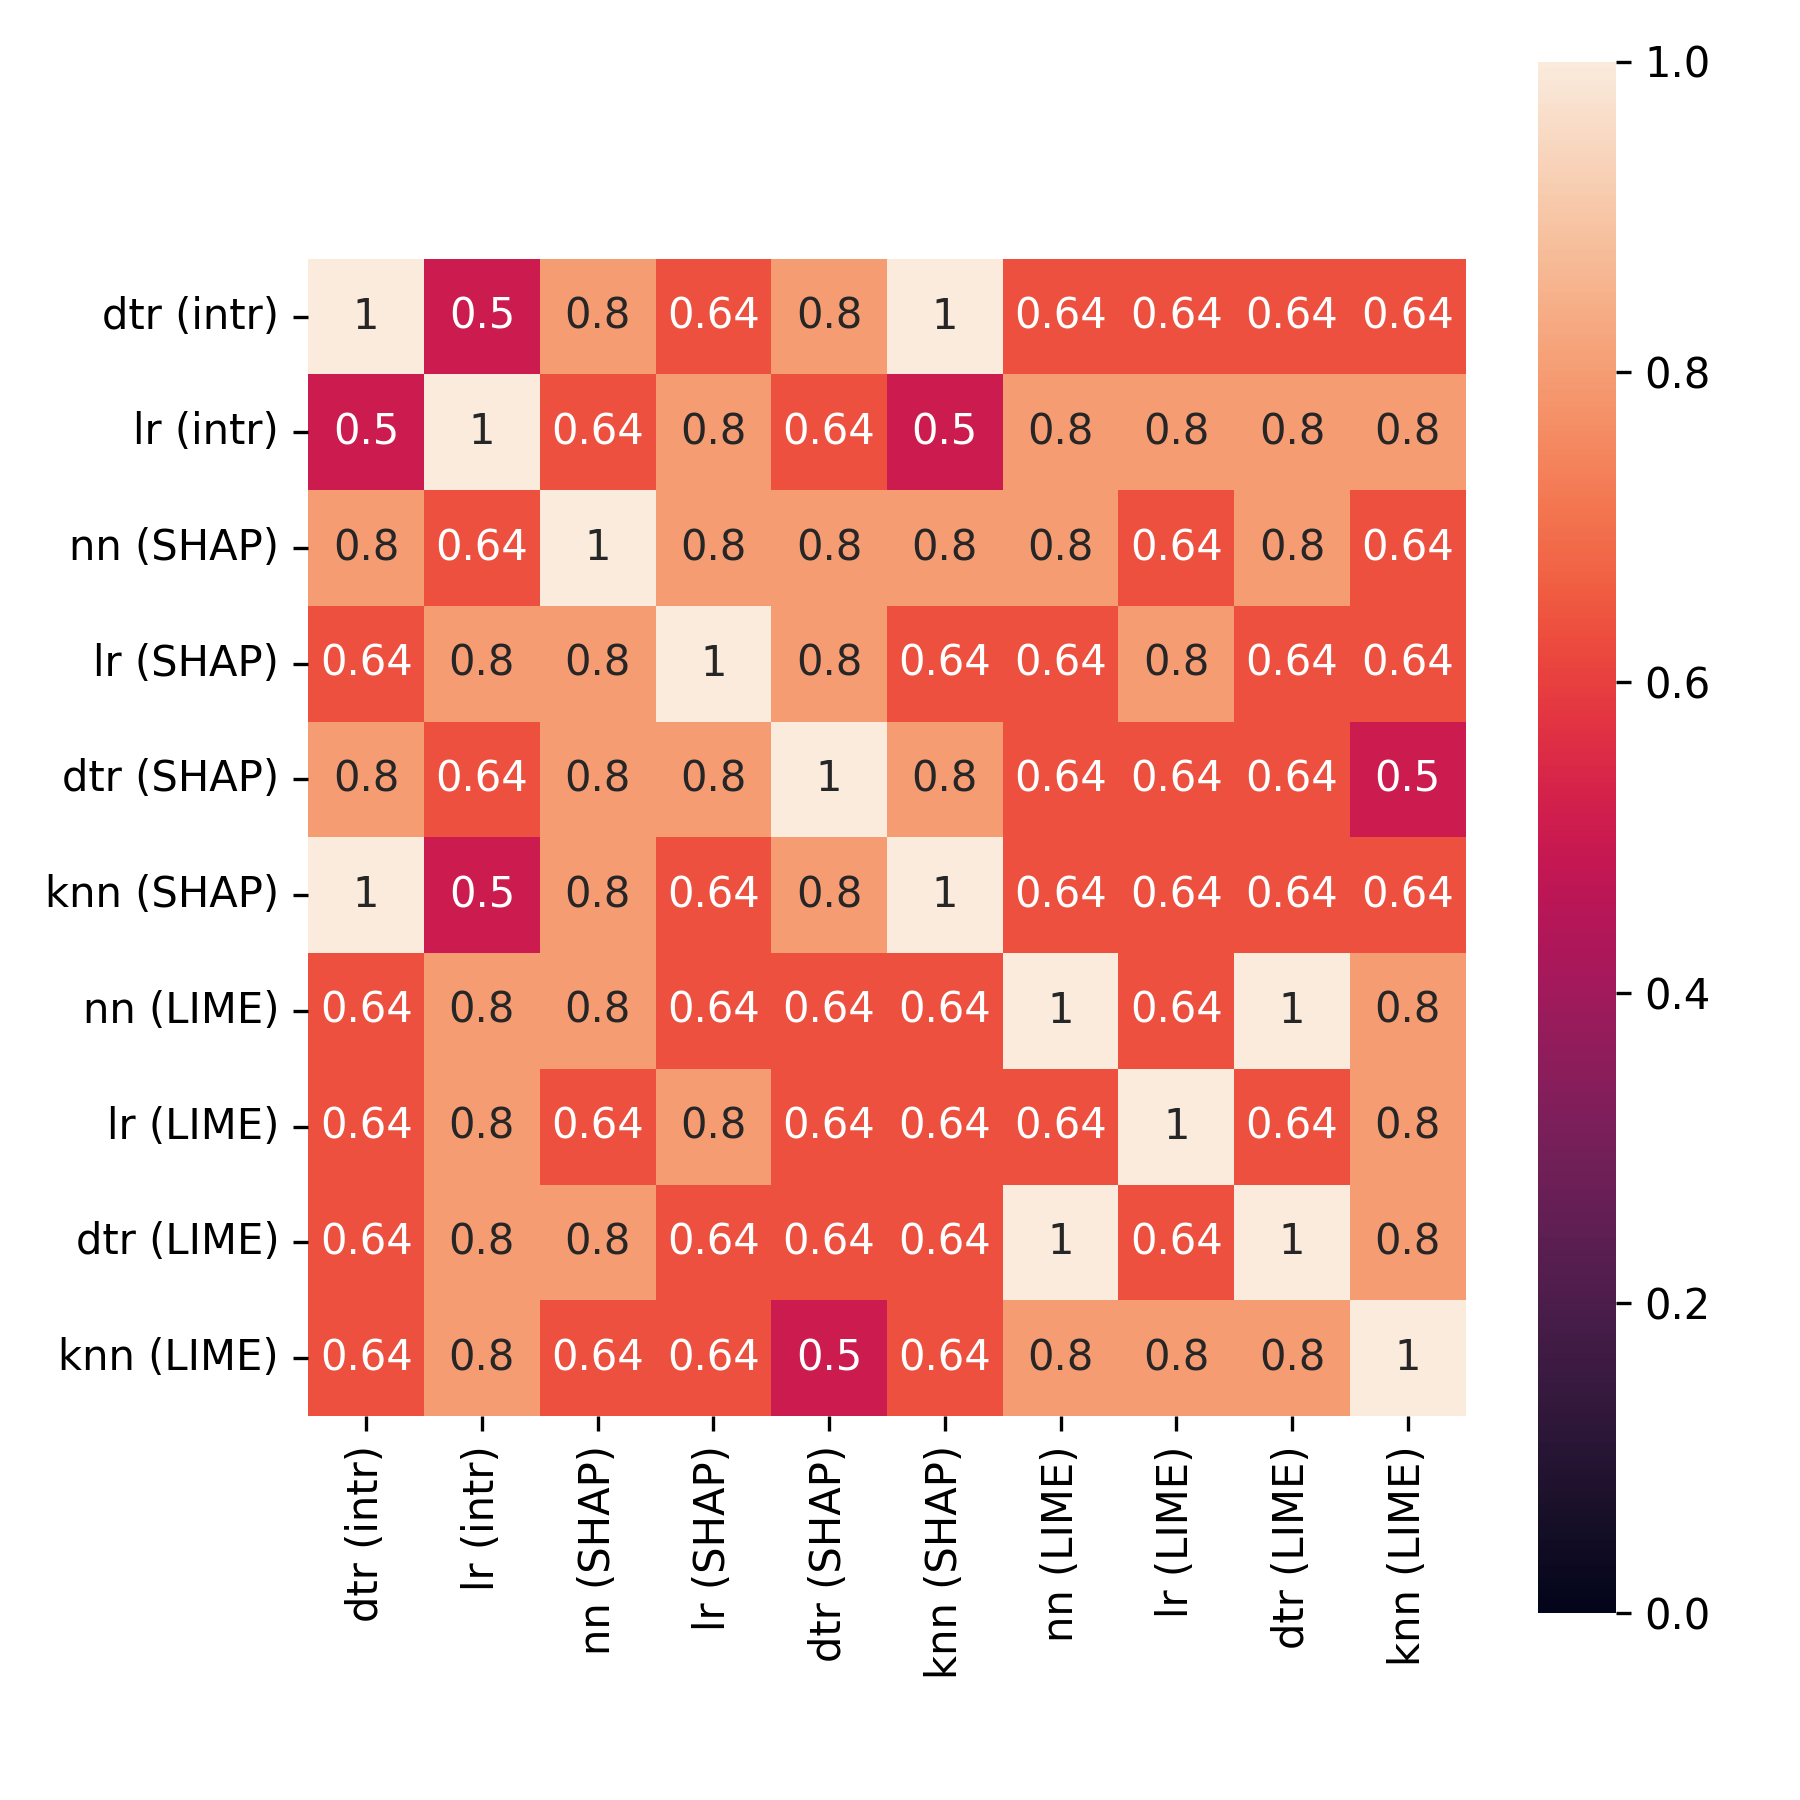 dtr (intr) 1 0.5 0.8 0.64 0.8 1 0.64 0.64 0.64 0.64
lr (intr) 0.5 1 0.64 0.8 0.64 0.5 0.8 0.8 0.8 0.8
nn (SHAP) 0.8 0.64 1 0.8 0.8 0.8 0.8 0.64 0.8 0.64
lr (SHAP) 0.64 0.8 0.8 1 0.8 0.64 0.64 0.8 0.64 0.64
dtr (SHAP) 0.8 0.64 0.8 0.8 1 0.8 0.64 0.64 0.64 0.5
knn (SHAP) 1 0.5 0.8 0.64 0.8 1 0.64 0.64 0.64 0.64
nn (LIME) 0.64 0.8 0.8 0.64 0.64 0.64 1 0.64 1 0.8
lr (LIME) 0.64 0.8 0.64 0.8 0.64 0.64 0.64 1 0.64 0.8
dtr (LIME) 0.64 0.8 0.8 0.64 0.64 0.64 1 0.64 1 0.8
knn (LIME) 0.64 0.8 0.64 0.64 0.5 0.64 0.8 0.8 0.8 1
dtr (intr)
lr (intr)
nn (SHAP)
lr (SHAP)
dtr (SHAP)
knn (SHAP)
nn (LIME)
lr (LIME)
dtr (LIME)
knn (LIME)
1.0
0.8
0.6
0.4
0.2
0.0